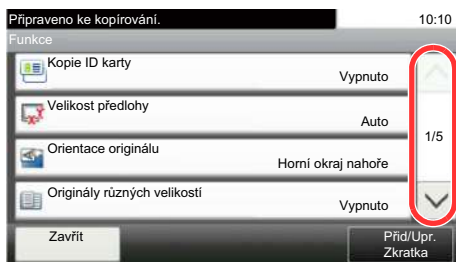 Připraveno ke kopírování.
10:10
Funkce
Kopie ID karty
Vypnuto
Velikost předlohy
Auto
1/5
Orientace originálu
Horní okraj nahoře
Originály různých velikostí
Vypnuto
Zavřít
Přid/Upr.
Zkratka